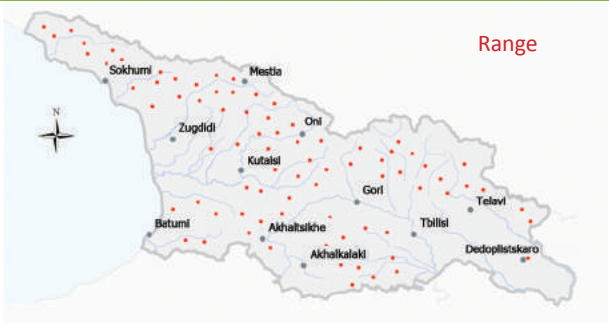 Range
Sokhumi
Mestia
N
Zugdidi
Oni
Kutaisi
Gori
Telavi
Batumi
Akhaltsikhe
Tbilisi
Akhalkalaki
Dedoplistskaro